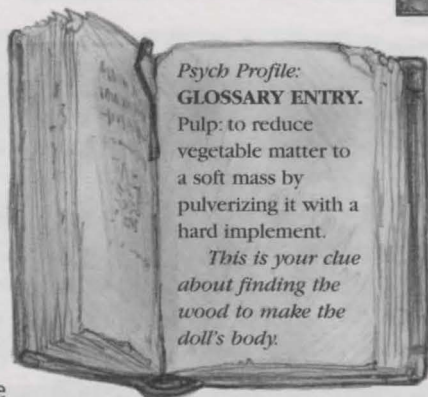 Psych Profile:
GLOSSARY ENTRY.
Pulp: to reduce
vegetable matter to
a soft mass by
pulverizing it with a
hard implement.
This is your clue
about finding the
wood to make the
doll's body.